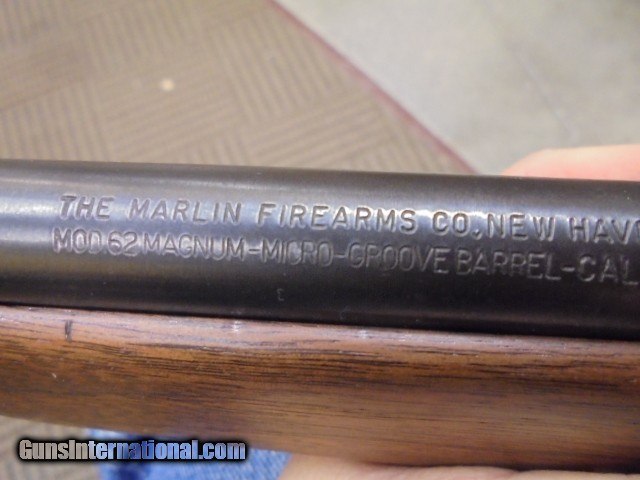 THE MARLIN FIREARMS CO. NEW HAV
MOD. 62 MAGNUM-MICRO-GROOVE BARREL-CAL
GunsInternational.com